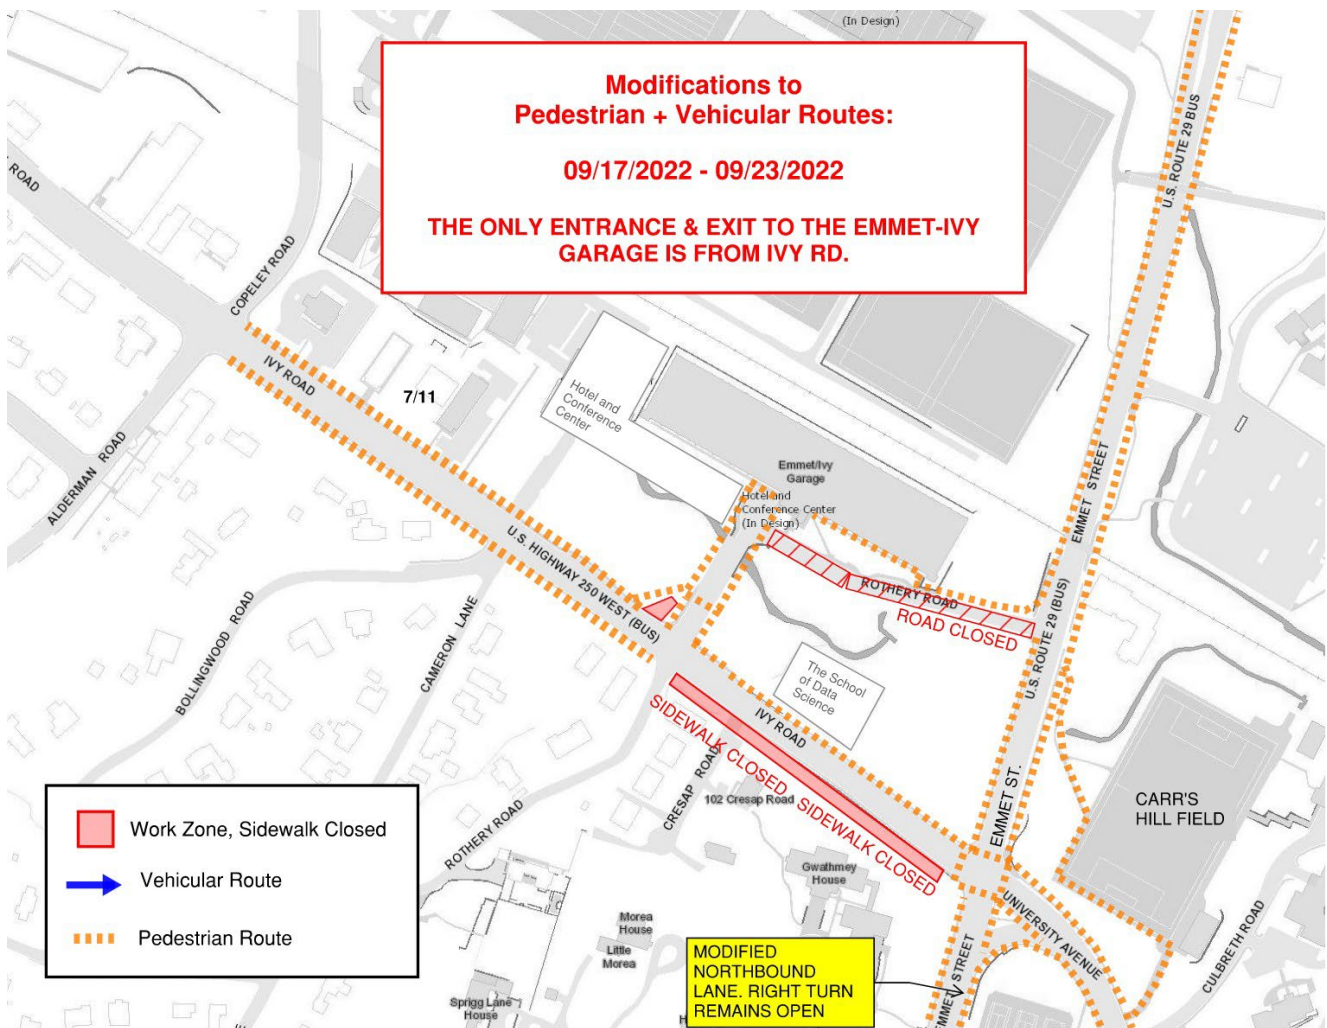 (In Design)
Modifications to
Pedestrian + Vehicular Routes:
09/17/2022 - 09/23/2022
THE ONLY ENTRANCE & EXIT TO THE EMMET-IVY
GARAGE IS FROM IVY RD.
ROAD
COPELEY ROAD
U.S. ROUTE 29 BUS
IVY ROAD
7/11
Hotel and
Conference
Center
ALDERMAN ROAD
Emmet/Ivy
Garage
Hotel and
Conference Center
(In Design)
EMMET STREET
U.S. HIGHWAY 250 WEST (BUS)
ROTHERY ROAD
ROAD CLOSED
U.S. ROUTE 29 (BUS)
BOLLINGWOOD ROAD
CAMERON LANE
The School
of Data
Science
IVY ROAD
SIDEWALK CLOSED
SIDEWALK CLOSED
CRESAP ROAD
102 Cresap Road
EMMET ST.
CARR'S
HILL FIELD
ROTHERY ROAD
Gwathmey
House
UNIVERSITY AVENUE
CULBRETH ROAD
Morea
House
Little
Morea
Sprigg Lane
House
H
EMMET STREET
MODIFIED
NORTHBOUND
LANE. RIGHT TURN
REMAINS OPEN
Work Zone, Sidewalk Closed
Vehicular Route
Pedestrian Route